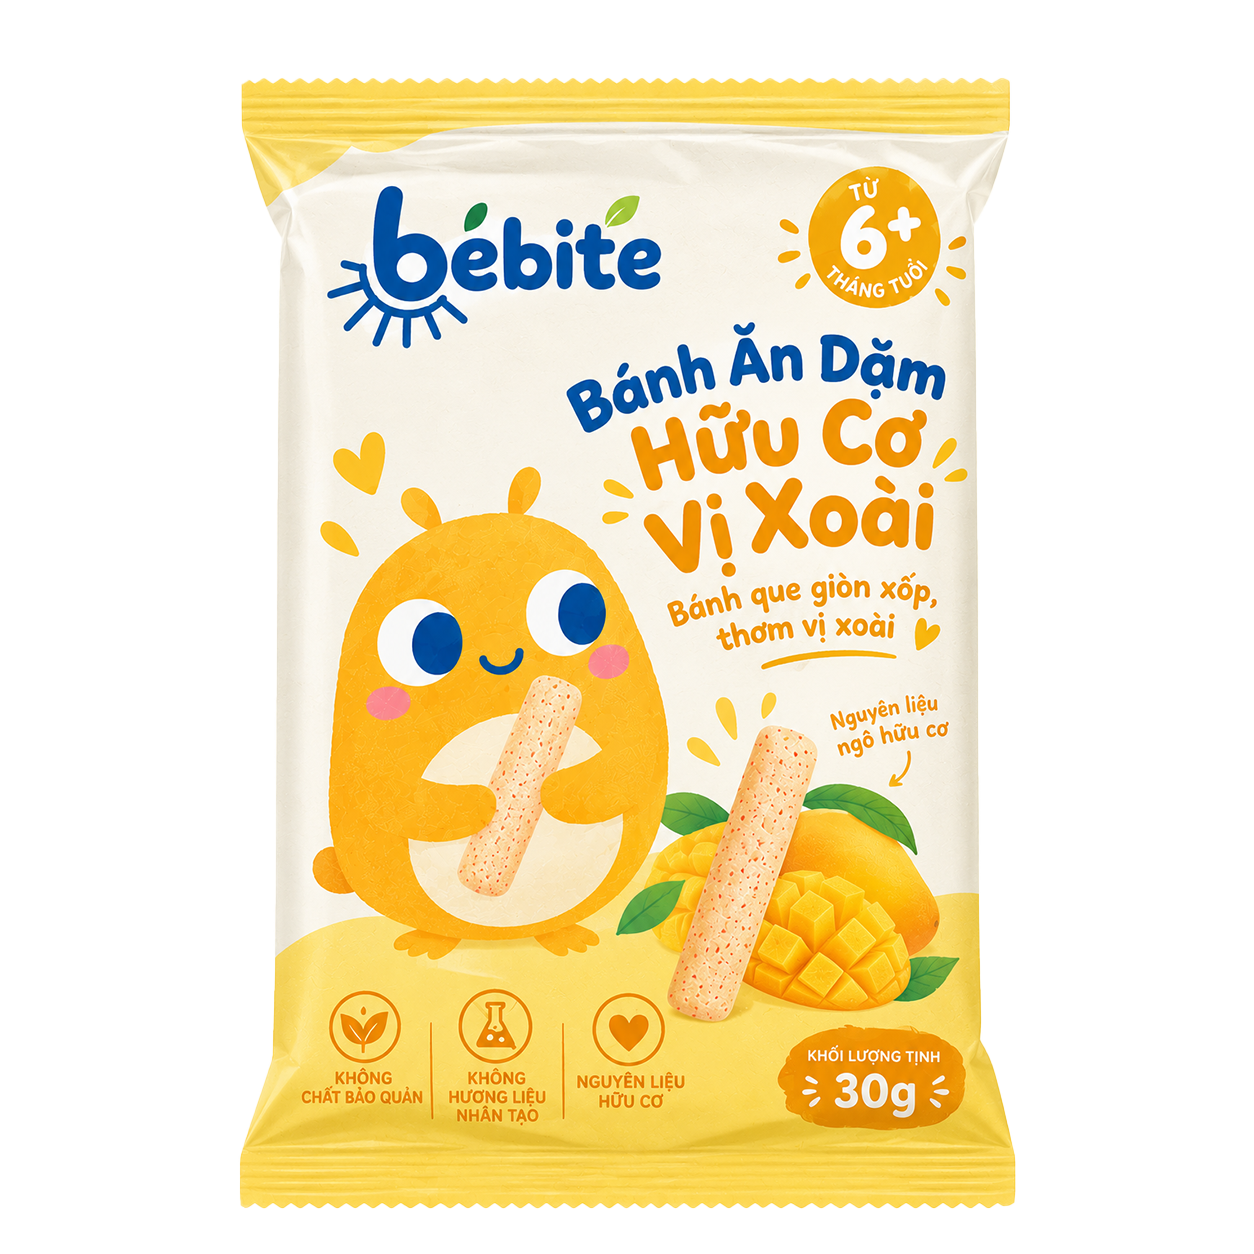 bébité
TỪ
6+
THÁNG TUỔI
Bánh Ăn Dặm
Hữu Cơ
Vị Xoài
Bánh que giòn xốp,
thơm vị xoài
Nguyên liệu
ngô hữu cơ
KHÔNG
CHẤT BẢO QUẢN
KHÔNG
HƯƠNG LIỆU
NHÂN TẠO
NGUYÊN LIỆU
HỮU CƠ
KHỐI LƯỢNG TỊNH
30g